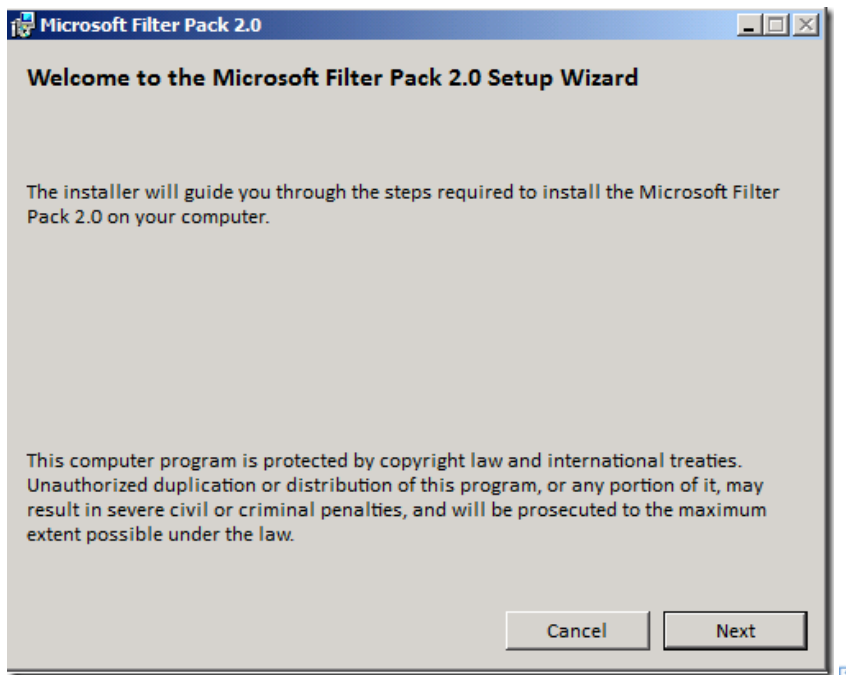 Microsoft Filter Pack 2.0
Welcome to the Microsoft Filter Pack 2.0 Setup Wizard
The installer will guide you through the steps required to install the Microsoft Filter
Pack 2.0 on your computer.
This computer program is protected by copyright law and international treaties.
Unauthorized duplication or distribution of this program, or any portion of it, may
result in severe civil or criminal penalties, and will be prosecuted to the maximum
extent possible under the law.
Cancel Next